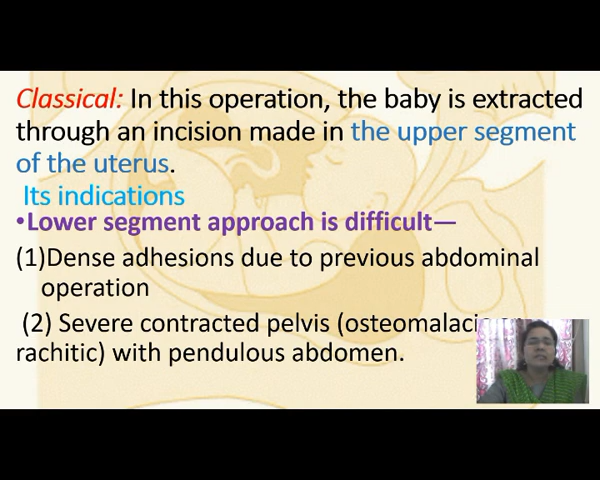 Classical: In this operation, the baby is extracted
through an incision made in the upper segment
of the uterus.
Its indications
•Lower segment approach is difficult—
(1)Dense adhesions due to previous abdominal
operation
(2) Severe contracted pelvis (osteomalacic
rachitic) with pendulous abdomen.